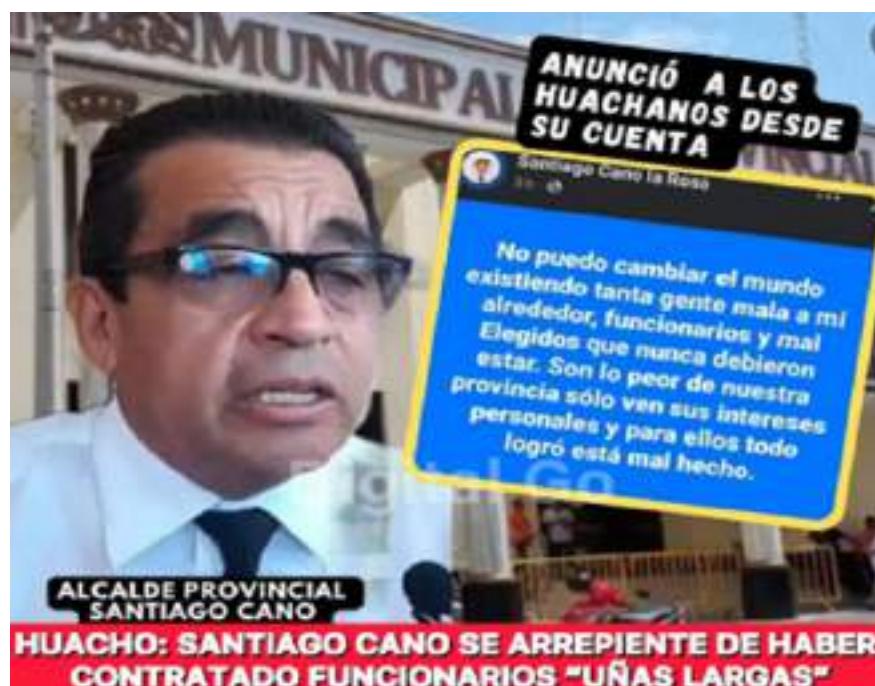 MUNICIPAL
ANUNCIÓ A LOS
HUACHANOS DESDE
SU CUENTA
Santiago Cano la Rosa
No puedo cambiar el mundo
existiendo tanta gente mala a mi
alrededor, funcionarios y mal
Elegidos que nunca debieron
estar. Son lo peor de nuestra
provincia sólo ven sus intereses
personales y para ellos todo
logró está mal hecho.
Digital Go
ALCALDE PROVINCIAL
SANTIAGO CANO
HUACHO: SANTIAGO CANO SE ARREPIENTE DE HABER
CONTRATADO FUNCIONARIOS "UÑAS LARGAS"